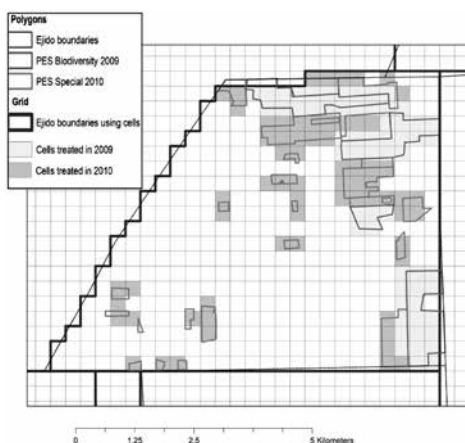 Polygons
Ejido boundaries
PES Biodiversity 2009
PES Special 2010
Grid
Ejido boundaries using cells
Cells treated in 2009
Cells treated in 2010
0 1.25 2.5 5 Kilometers